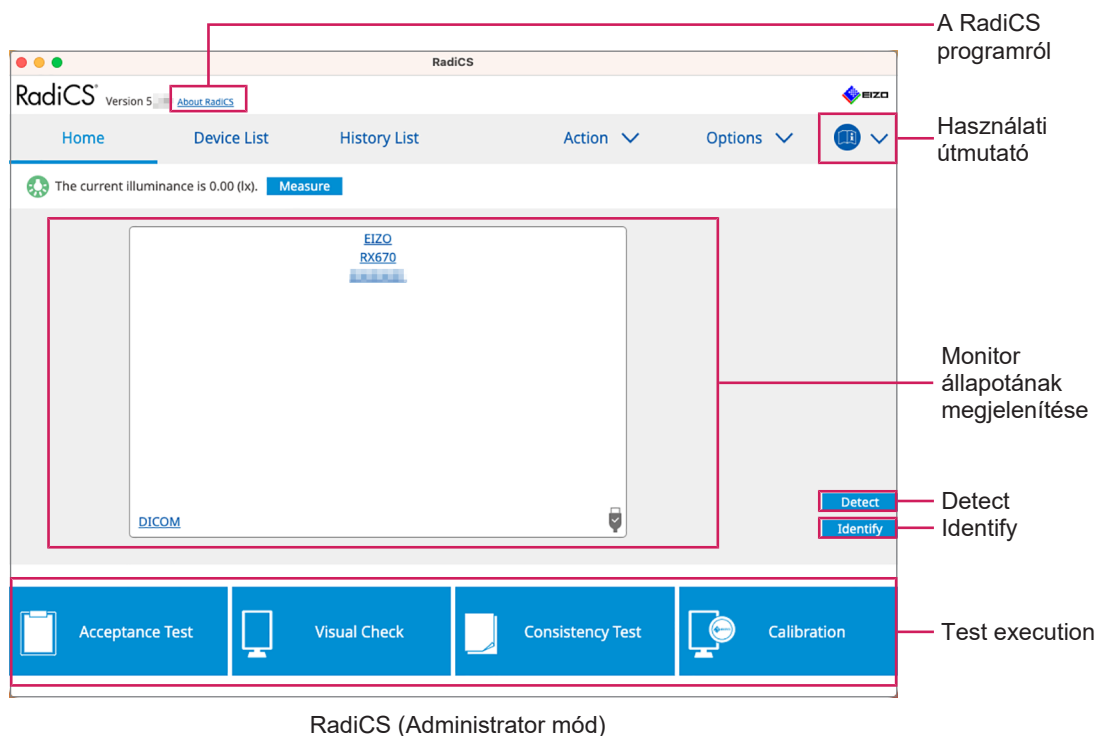 A RadiCS
programról
RadiCS
RadiCS Version 5 About RadiCS
EIZO
Home Device List History List Action Options
Használati
útmutató
The current illuminance is 0.00 (lx). Measure
EIZO
RX670
Monitor
állapotának
megjelenítése
DICOM
Detect
Detect
Identify
Identify
Acceptance Test Visual Check Consistency Test Calibration
Test execution
RadiCS (Administrator mód)